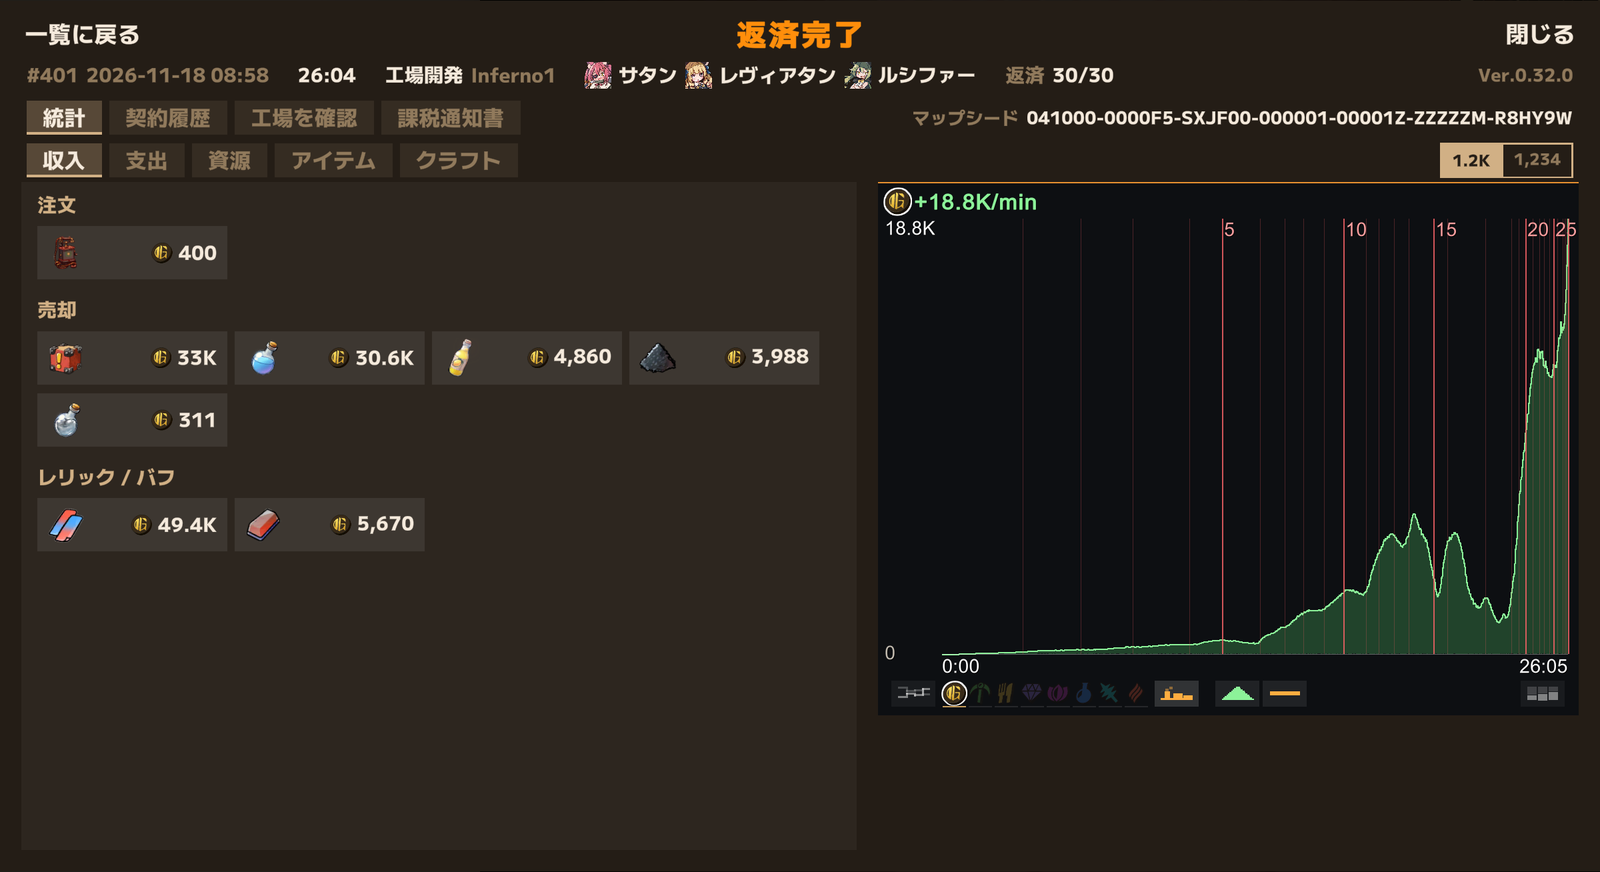 一覧に戻る 返済完了 閉じる
#401 2026-11-18 08:58 26:04 工場開発 Inferno1 サタン レヴィアタン ルシファー 返済 30/30 Ver.0.32.0
統計 契約履歴 工場を確認 課税通知書 マップシード 041000-0000F5-SXJF00-000001-00001Z-ZZZZZM-R8HY9W
収入 支出 資源 アイテム クラフト 1.2K 1,234
注文
400
売却
33K 30.6K 4,860 3,988
311
レリック / バフ
49.4K 5,670
+18.8K/min
18.8K 5 10 15 20 25
0
0:00 26:05